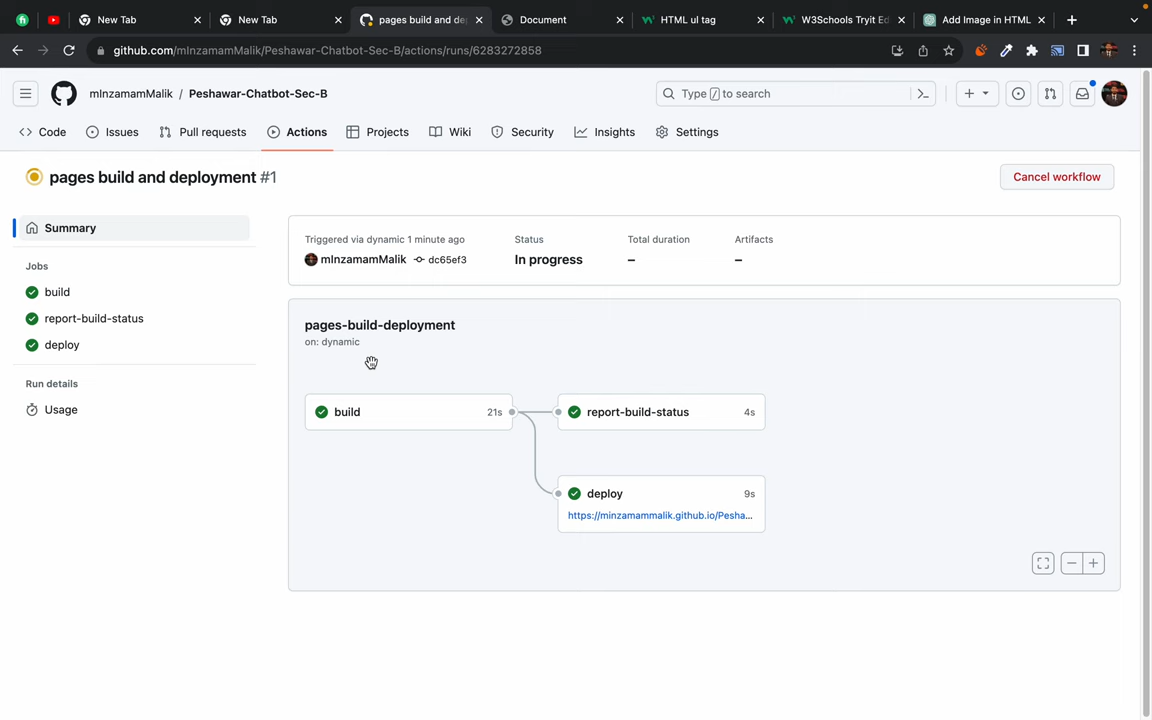 New Tab
New Tab
pages build and de
Document
HTML ul tag
W3Schools Tryit Ed
Add Image in HTML
github.com/mInzamamMalik/Peshawar-Chatbot-Sec-B/actions/runs/6283272858
mInzamamMalik / Peshawar-Chatbot-Sec-B
Type / to search
Code
Issues
Pull requests
Actions
Projects
Wiki
Security
Insights
Settings
pages build and deployment #1
Cancel workflow
Summary
Jobs
build
report-build-status
deploy
Run details
Usage
Triggered via dynamic 1 minute ago
mInzamamMalik dc65ef3
Status
In progress
Total duration
–
Artifacts
–
pages-build-deployment
on: dynamic
build 21s
report-build-status 4s
deploy 9s
https://minzamammalik.github.io/Pesha...